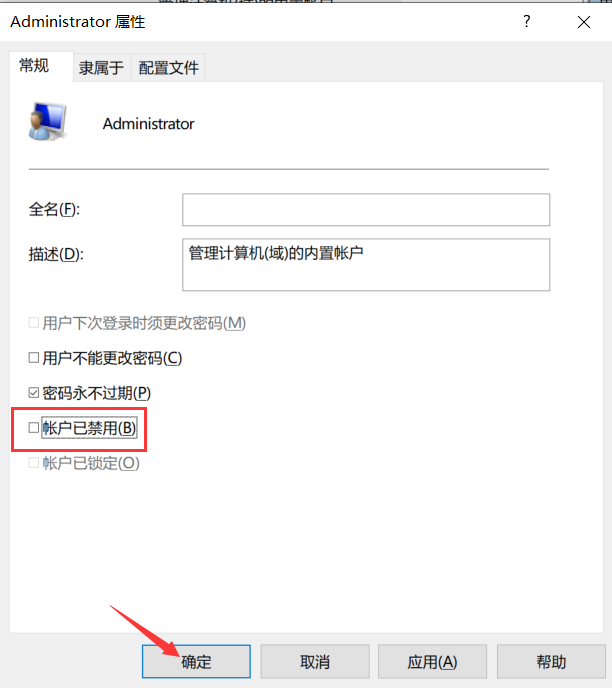 Administrator 属性
?
常规
隶属于
配置文件
Administrator
全名(F):
描述(D):
管理计算机(域)的内置帐户
用户下次登录时须更改密码(M)
用户不能更改密码(C)
密码永不过期(P)
帐户已禁用(B)
帐户已锁定(O)
确定
取消
应用(A)
帮助